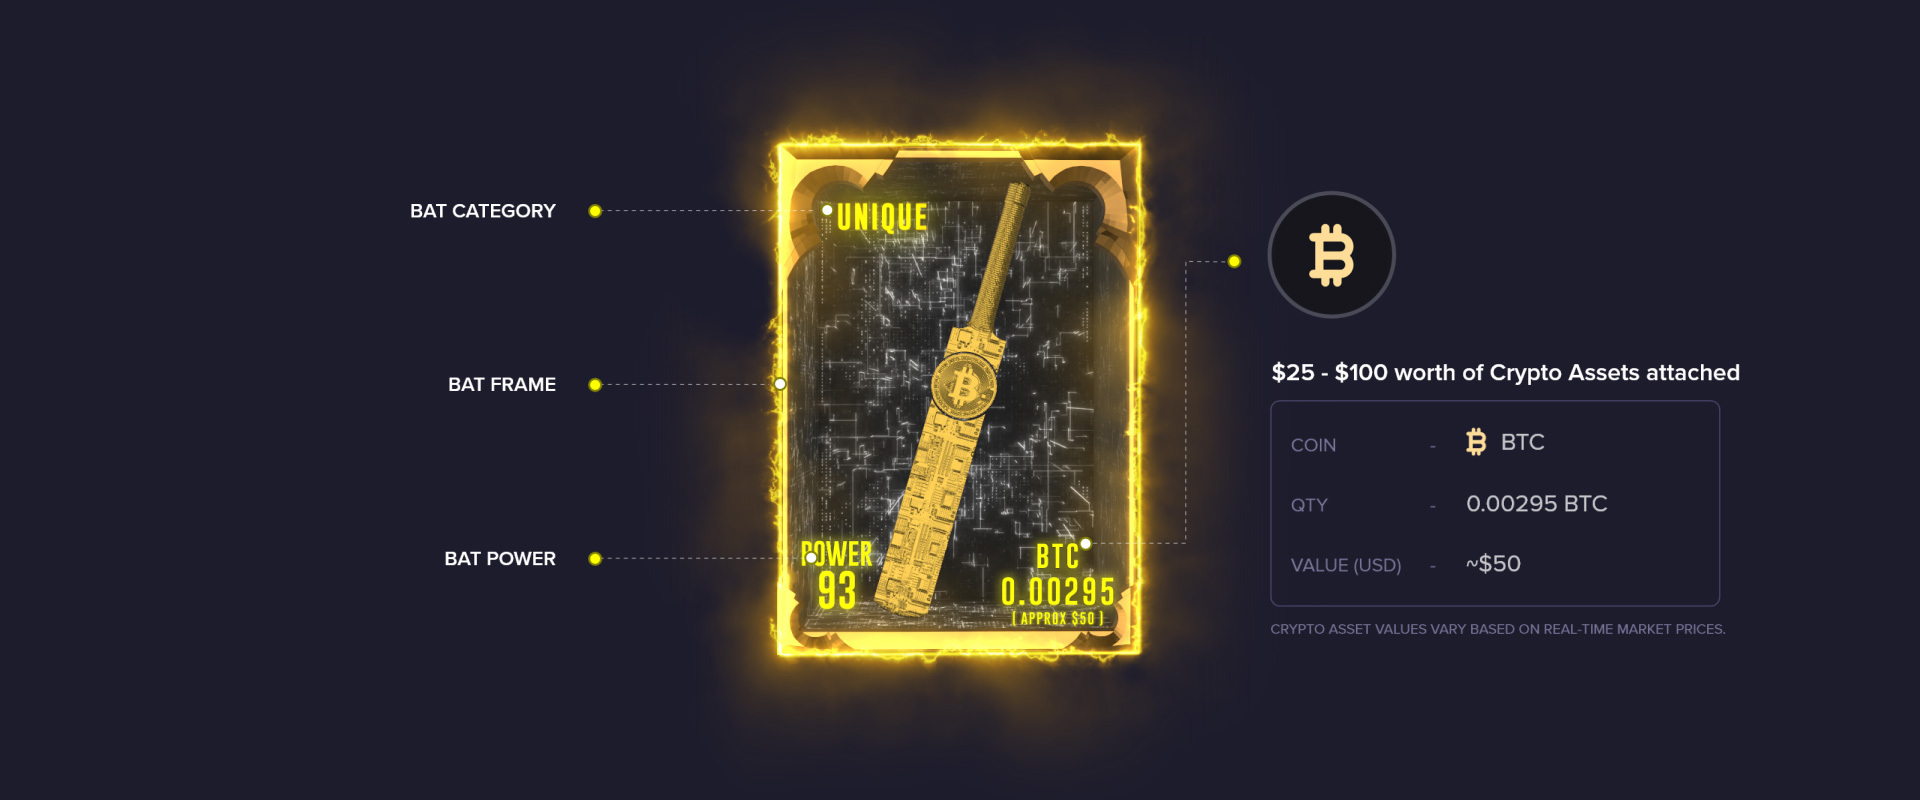 BAT CATEGORY
BAT FRAME
BAT POWER
UNIQUE
POWER
93
BTC
0.00295
[ APPROX $50 ]
$25 - $100 worth of Crypto Assets attached
COIN - BTC
QTY - 0.00295 BTC
VALUE (USD) - ~$50
CRYPTO ASSET VALUES VARY BASED ON REAL-TIME MARKET PRICES.